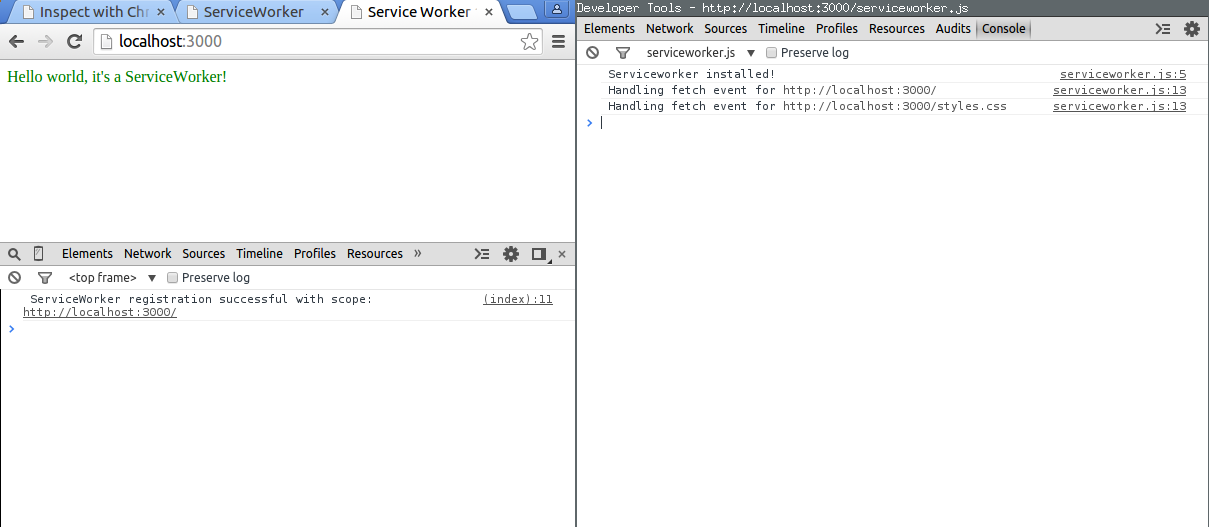 Inspect with Chr
ServiceWorker
Service Worker
localhost:3000
Hello world, it's a ServiceWorker!
Elements Network Sources Timeline Profiles Resources »
<top frame> Preserve log
ServiceWorker registration successful with scope: (index):11
http://localhost:3000/
Developer Tools - http://localhost:3000/serviceworker.js
Elements Network Sources Timeline Profiles Resources Audits Console
serviceworker.js Preserve log
Serviceworker installed! serviceworker.js:5
Handling fetch event for http://localhost:3000/ serviceworker.js:13
Handling fetch event for http://localhost:3000/styles.css serviceworker.js:13